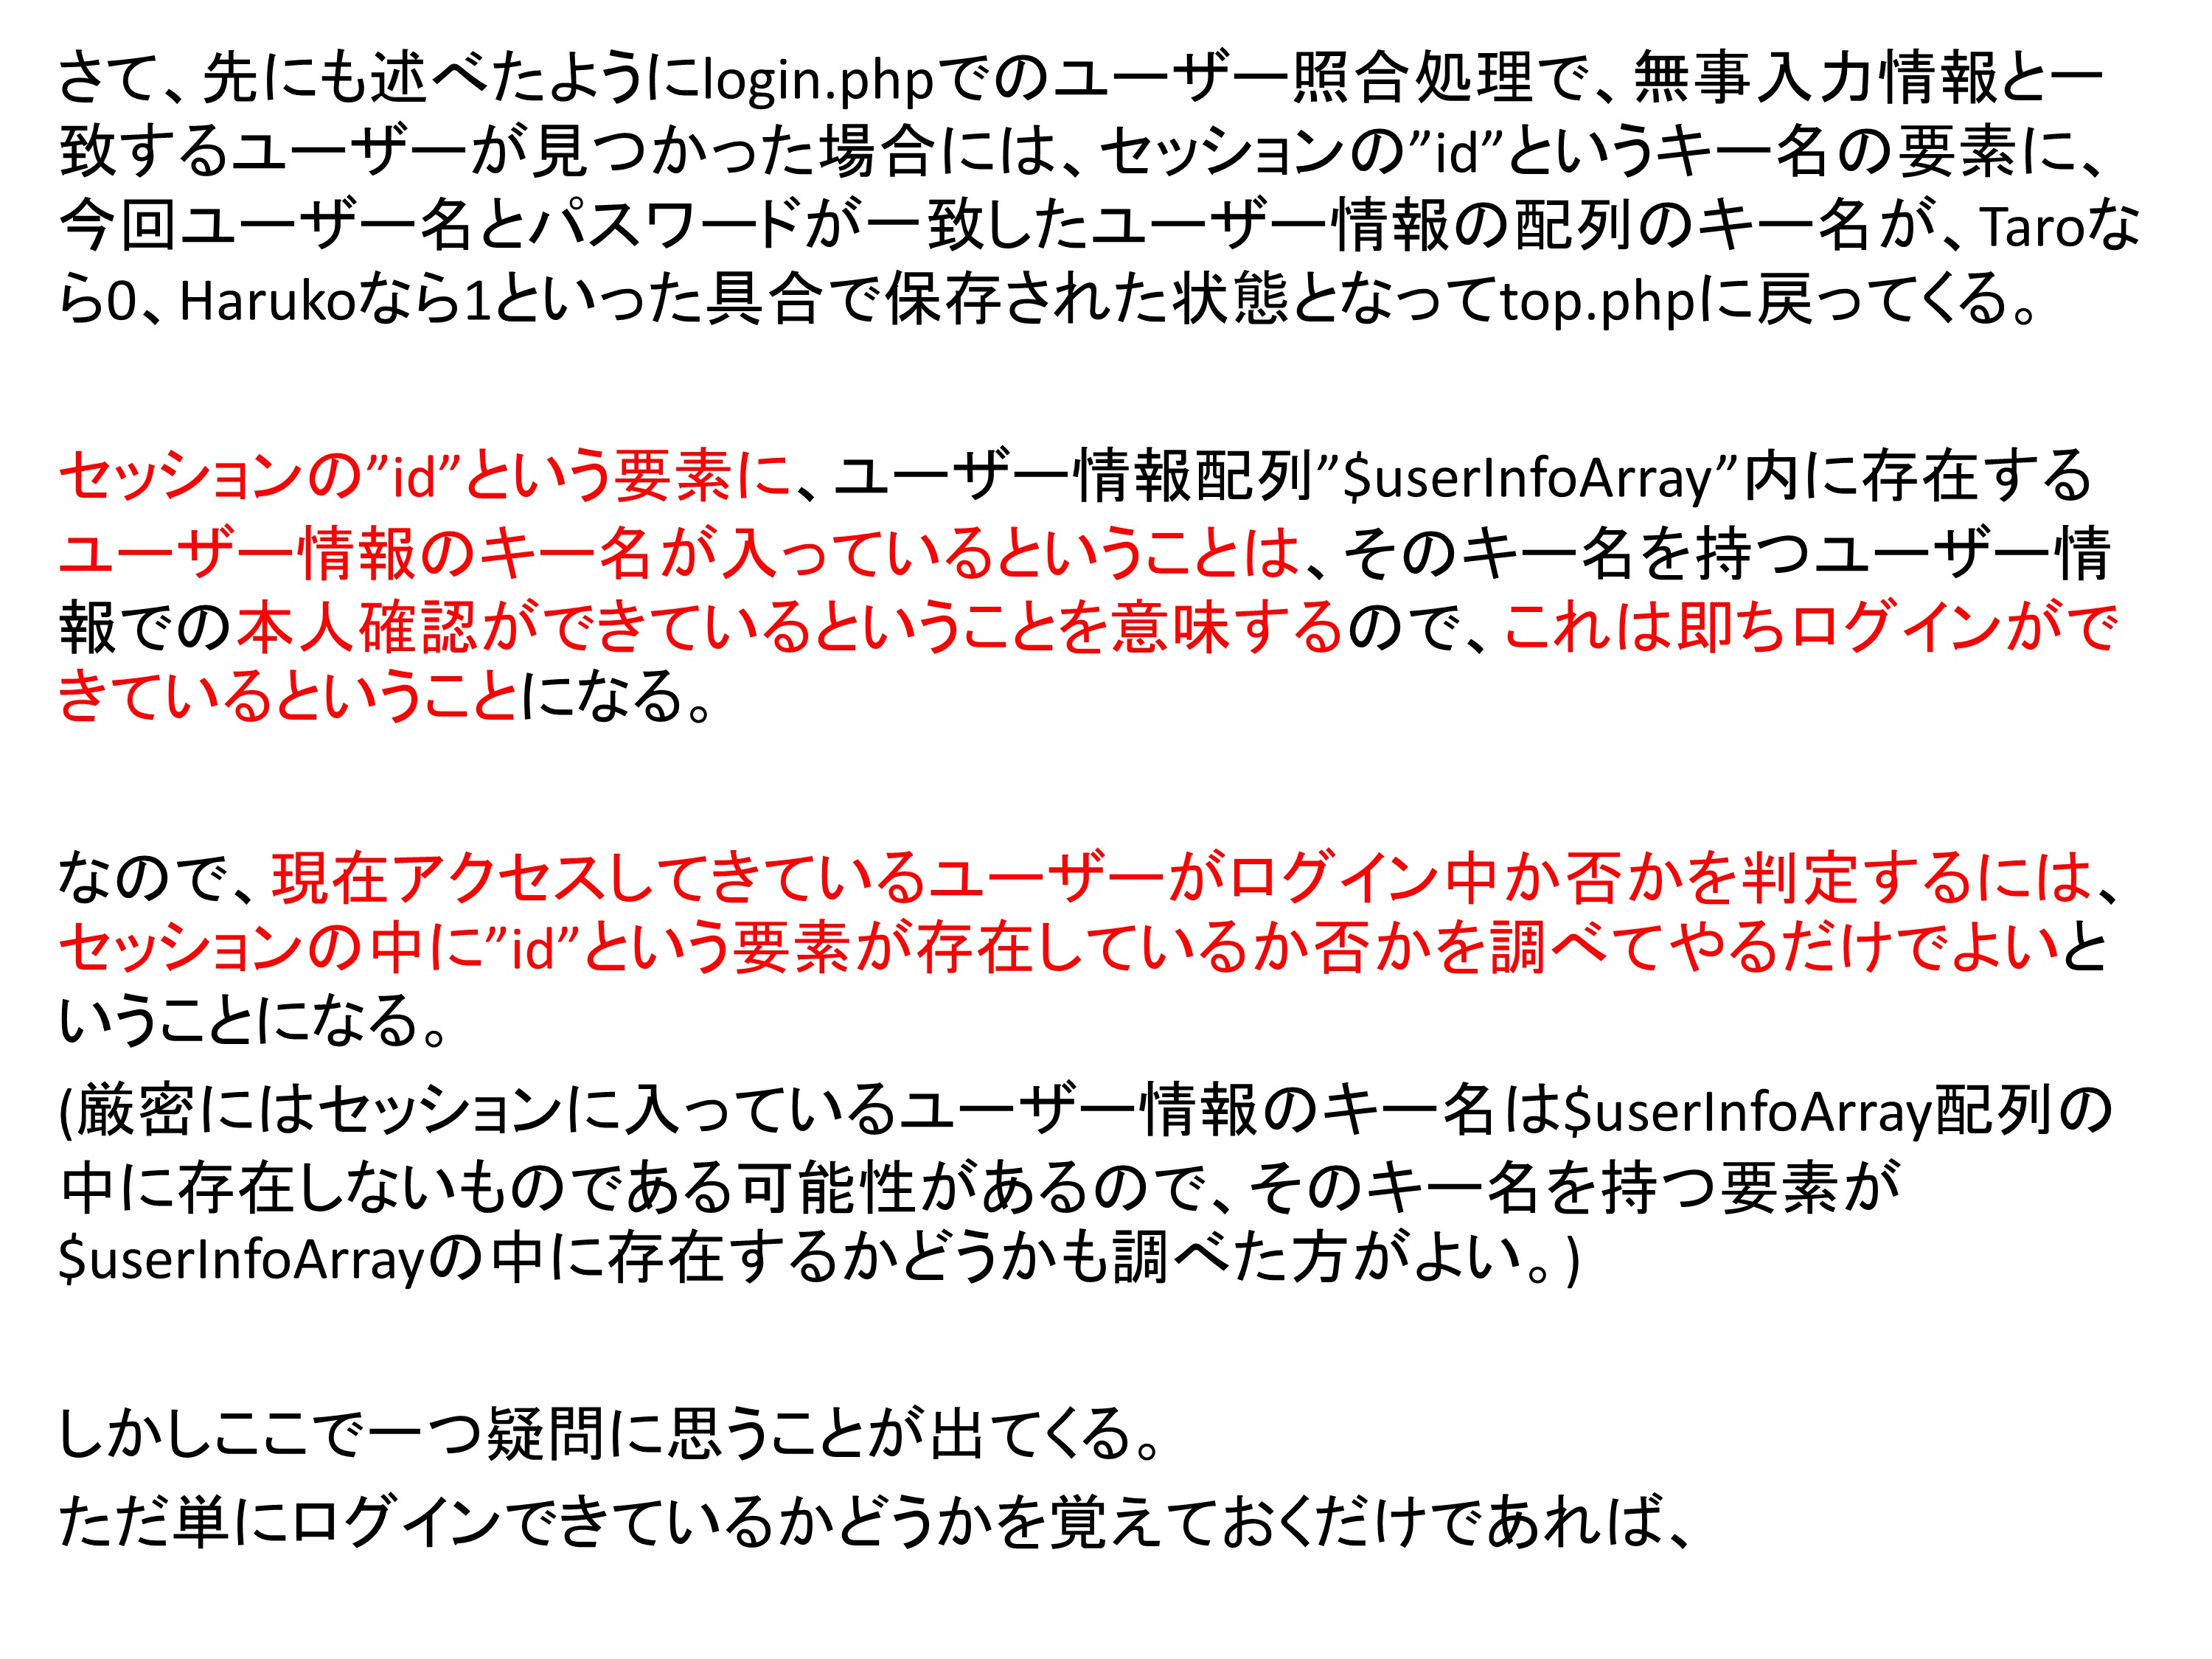 さて、先にも述べたようにlogin.phpでのユーザー照合処理で、無事入力情報と一
致するユーザーが見つかった場合には、セッションの”id”というキー名の要素に、
今回ユーザー名とパスワードが一致したユーザー情報の配列のキー名が、Taroな
ら0、Harukoなら1といった具合で保存された状態となってtop.phpに戻ってくる。
セッションの”id”という要素に、ユーザー情報配列”$userInfoArray”内に存在する
ユーザー情報のキー名が入っているということは、そのキー名を持つユーザー情
報での本人確認ができているということを意味するので、これは即ちログインがで
きているということになる。
なので、現在アクセスしてきているユーザーがログイン中か否かを判定するには、
セッションの中に”id”という要素が存在しているか否かを調べてやるだけでよいと
いうことになる。
(厳密にはセッションに入っているユーザー情報のキー名は$userInfoArray配列の
中に存在しないものである可能性があるので、そのキー名を持つ要素が
$userInfoArrayの中に存在するかどうかも調べた方がよい。)
しかしここで一つ疑問に思うことが出てくる。
ただ単にログインできているかどうかを覚えておくだけであれば、